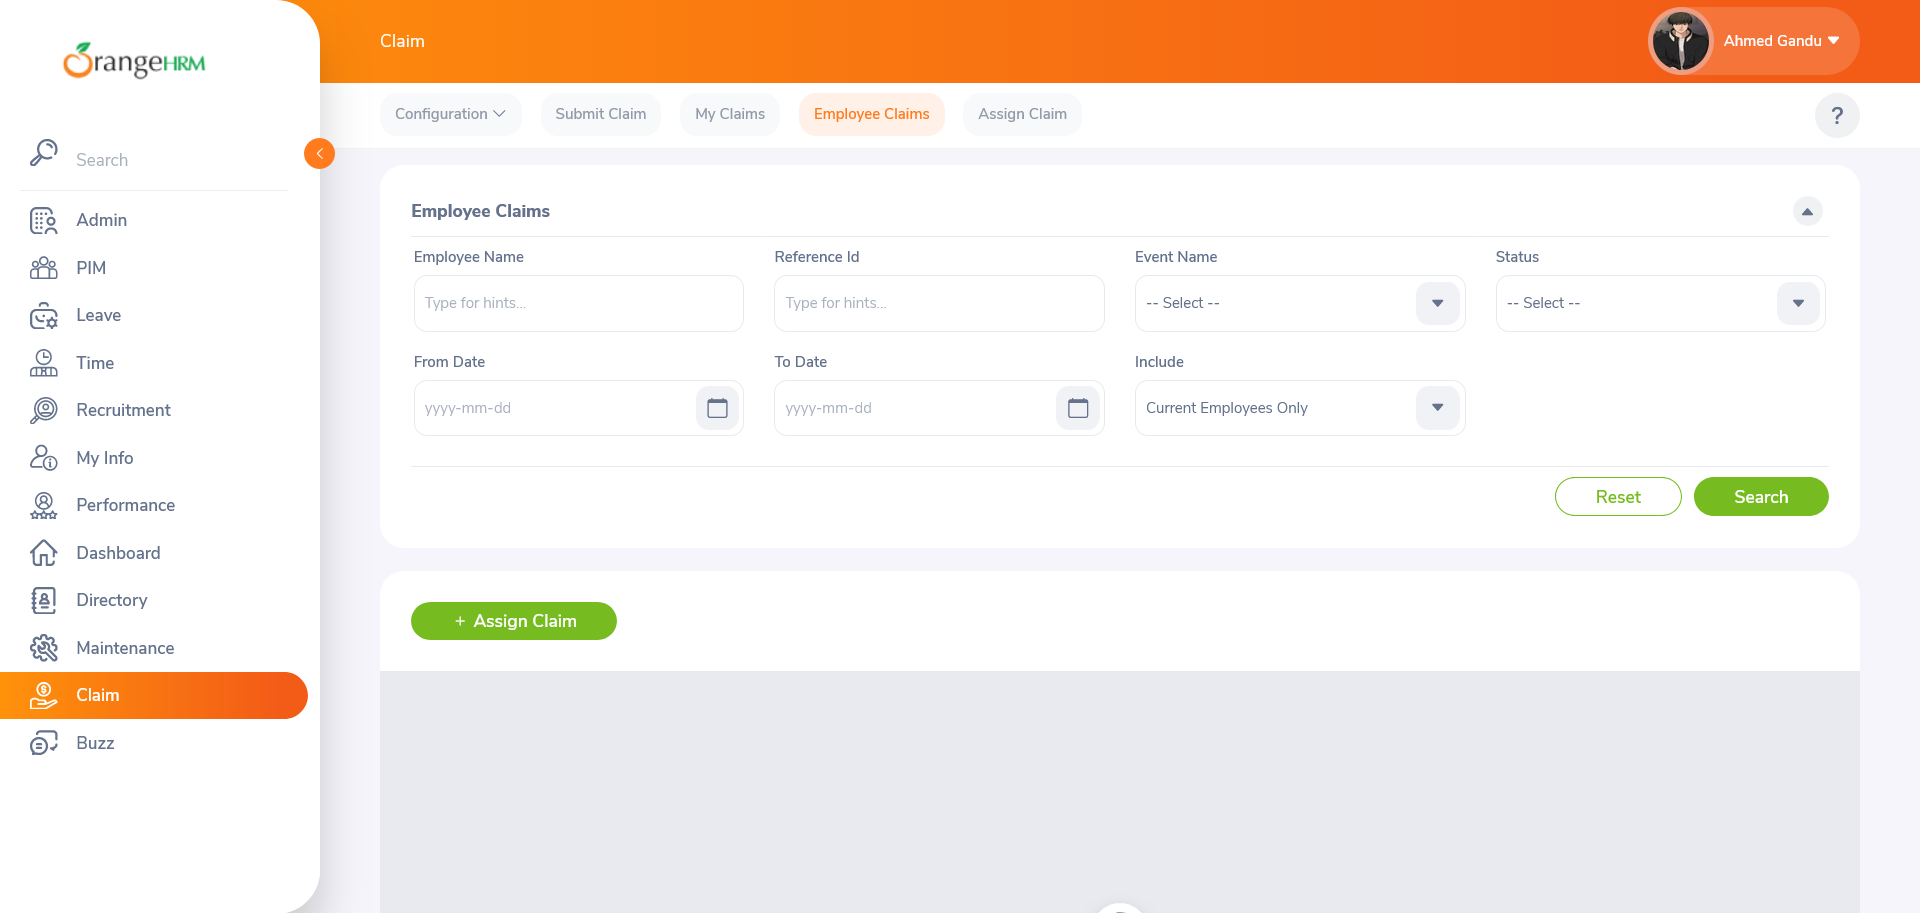 rangeHRM
Claim
Ahmed Gandu
Configuration
Submit Claim
My Claims
Employee Claims
Assign Claim
?
Search
Admin
PIM
Leave
Time
Recruitment
My Info
Performance
Dashboard
Directory
Maintenance
Claim
Buzz
Employee Claims
Employee Name
Reference Id
Event Name
Status
Type for hints...
Type for hints...
-- Select --
-- Select --
From Date
To Date
Include
yyyy-mm-dd
yyyy-mm-dd
Current Employees Only
Reset
Search
+ Assign Claim